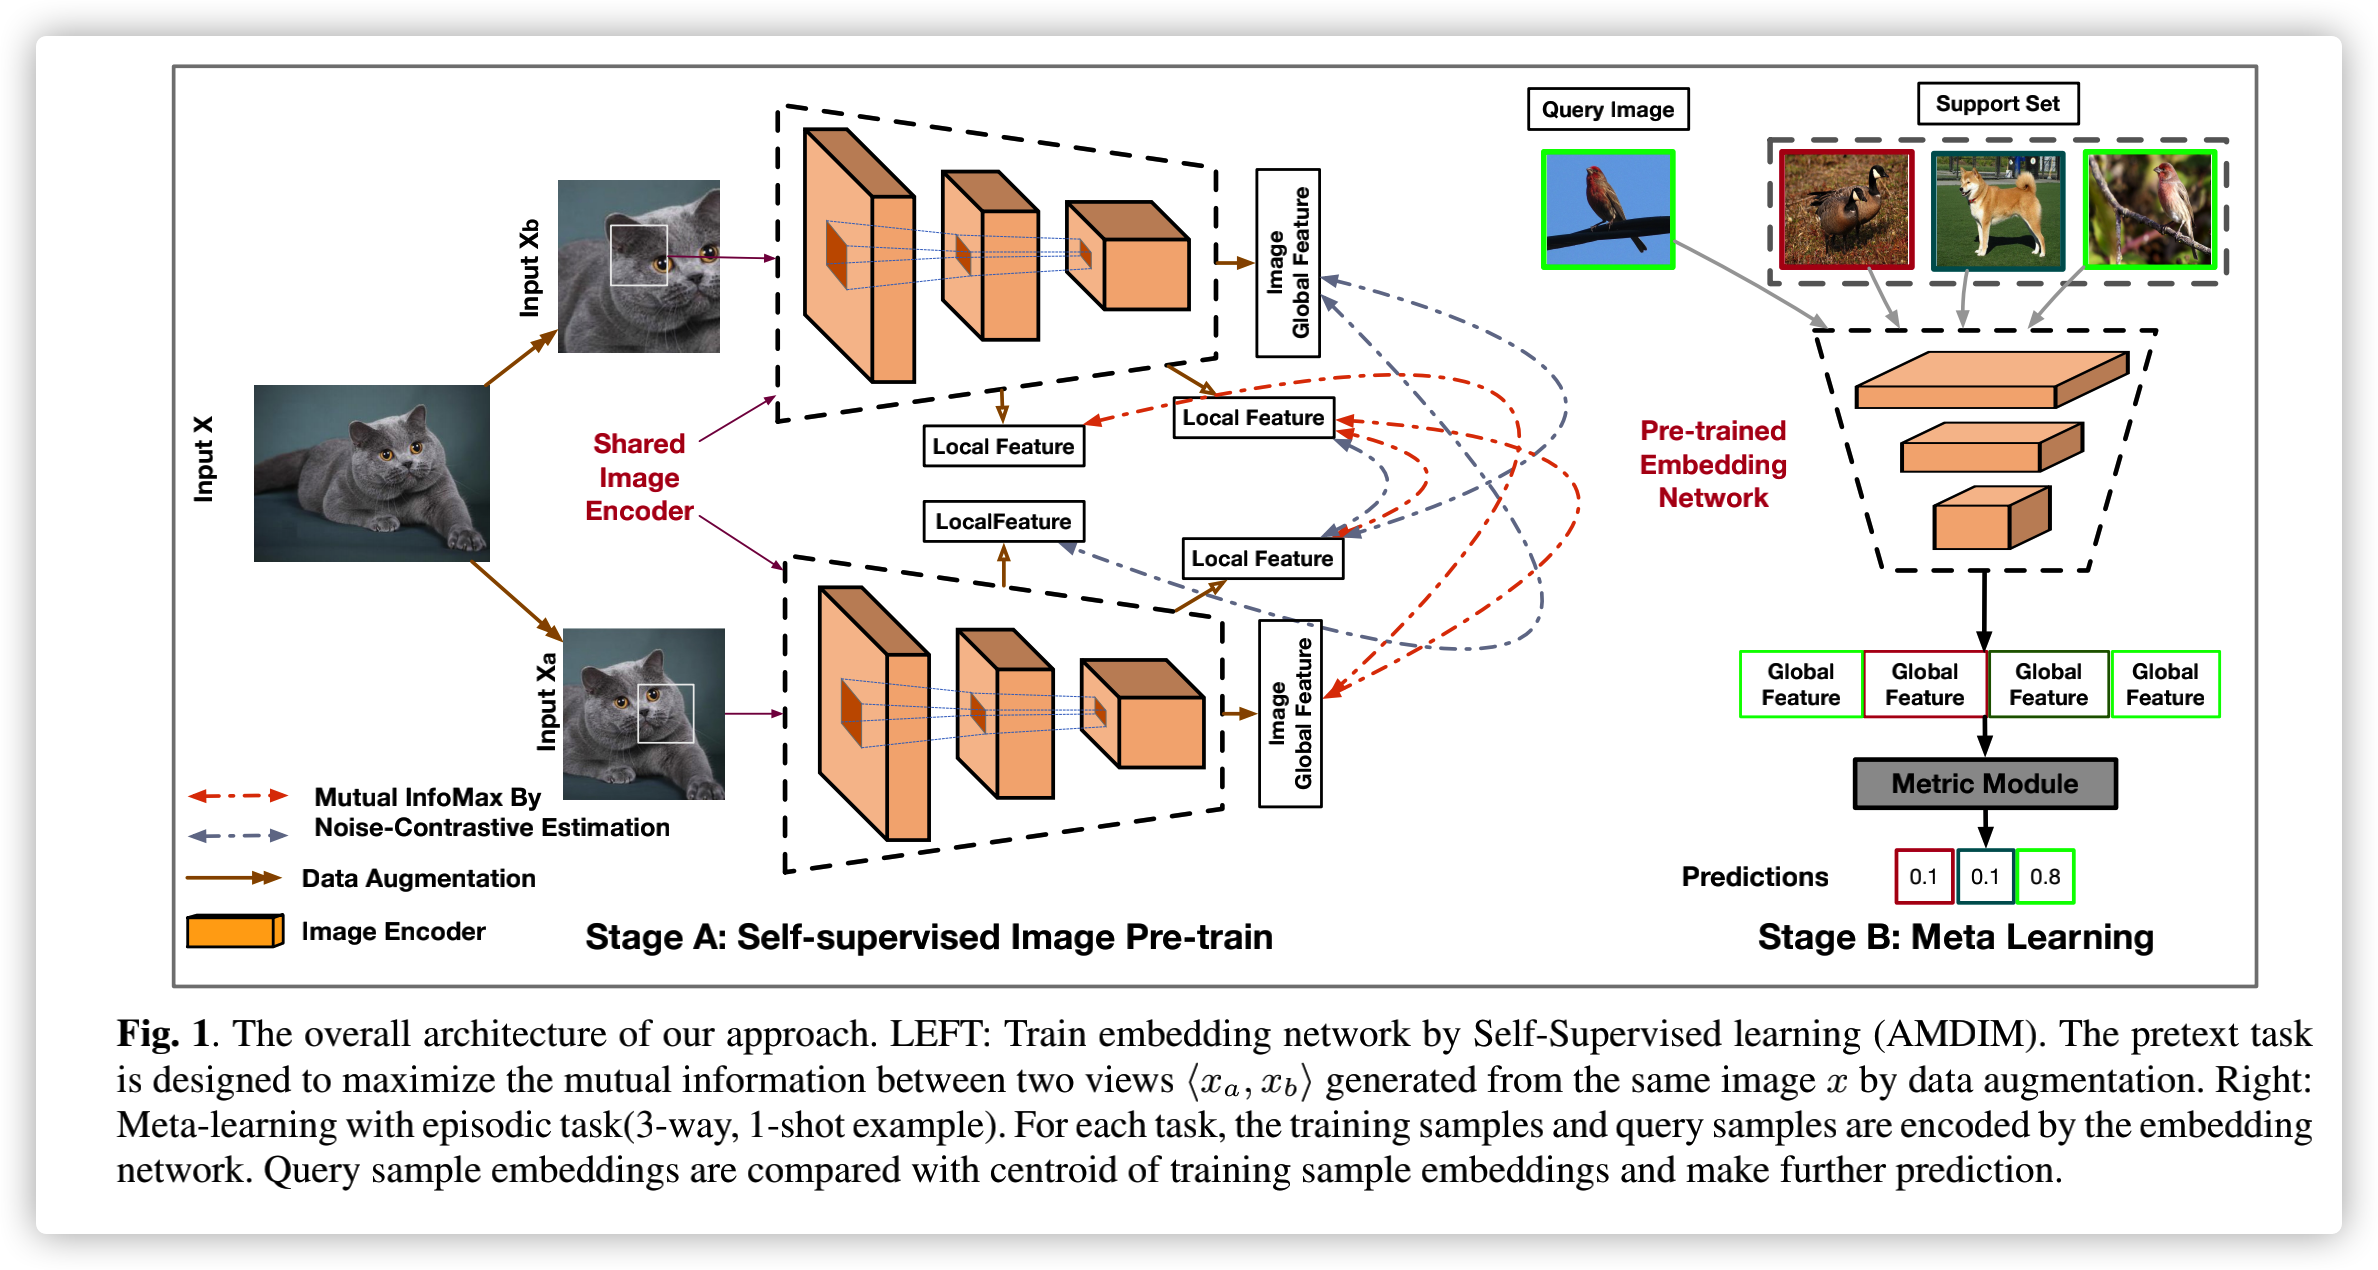 Input X
Input Xb
Input Xa
Shared
Image
Encoder
Image
Global Feature
Local Feature
Local Feature
LocalFeature
Local Feature
Image
Global Feature
Mutual InfoMax By
Noise-Contrastive Estimation
Data Augmentation
Image Encoder
Stage A: Self-supervised Image Pre-train
Query Image
Support Set
Pre-trained
Embedding
Network
Global
Feature
Global
Feature
Global
Feature
Global
Feature
Metric Module
Predictions
0.1
0.1
0.8
Stage B: Meta Learning
Fig. 1. The overall architecture of our approach. LEFT: Train embedding network by Self-Supervised learning (AMDIM). The pretext task
is designed to maximize the mutual information between two views ⟨xₐ, x_b⟩ generated from the same image x by data augmentation. Right:
Meta-learning with episodic task(3-way, 1-shot example). For each task, the training samples and query samples are encoded by the embedding
network. Query sample embeddings are compared with centroid of training sample embeddings and make further prediction.